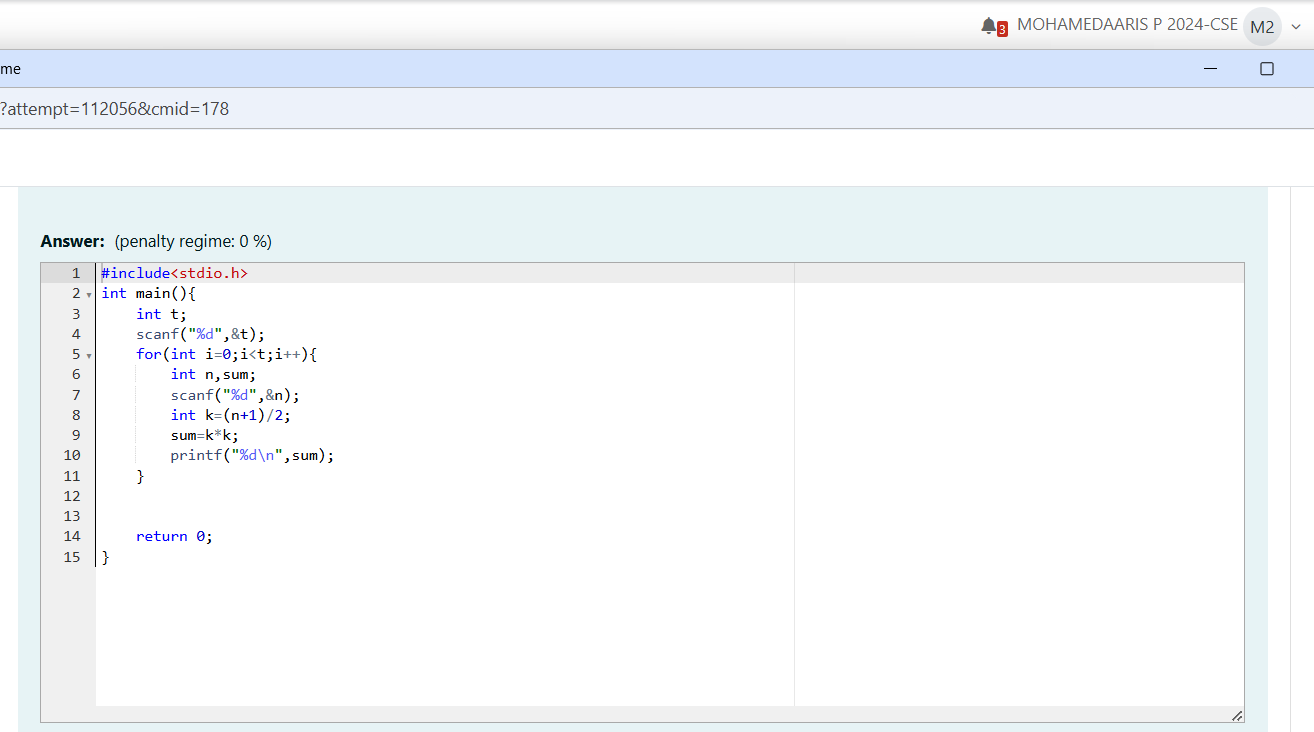 3 MOHAMEDAARIS P 2024-CSE M2
me
?attempt=112056&cmid=178
Answer: (penalty regime: 0 %)
1 #include<stdio.h>
2 int main(){
3     int t;
4     scanf("%d",&t);
5     for(int i=0;i<t;i++){
6         int n,sum;
7         scanf("%d",&n);
8         int k=(n+1)/2;
9         sum=k*k;
10         printf("%d\n",sum);
11     }
12
13
14     return 0;
15 }